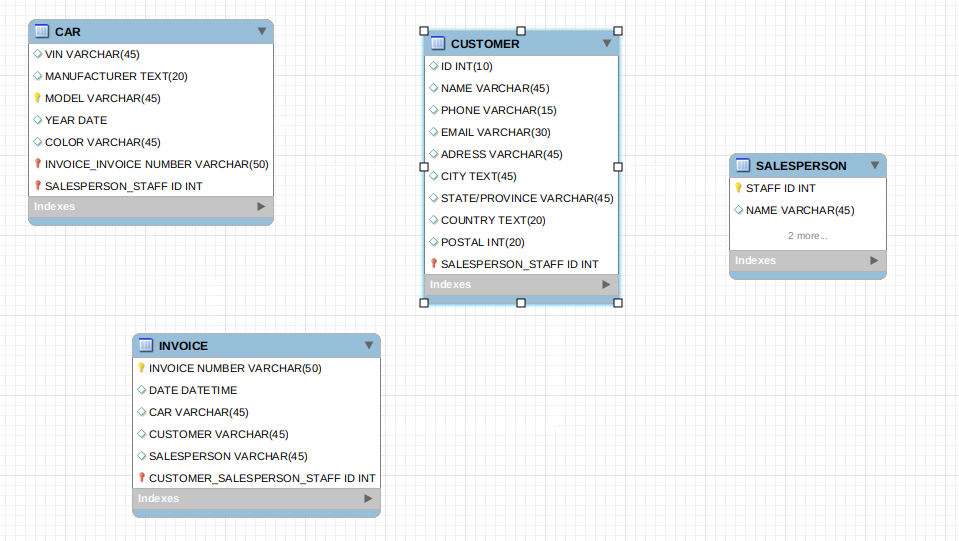 CAR
VIN VARCHAR(45)
MANUFACTURER TEXT(20)
MODEL VARCHAR(45)
YEAR DATE
COLOR VARCHAR(45)
INVOICE_INVOICE NUMBER VARCHAR(50)
SALESPERSON_STAFF ID INT
Indexes
CUSTOMER
ID INT(10)
NAME VARCHAR(45)
PHONE VARCHAR(15)
EMAIL VARCHAR(30)
ADRESS VARCHAR(45)
CITY TEXT(45)
STATE/PROVINCE VARCHAR(45)
COUNTRY TEXT(20)
POSTAL INT(20)
SALESPERSON_STAFF ID INT
Indexes
SALESPERSON
STAFF ID INT
NAME VARCHAR(45)
2 more...
Indexes
INVOICE
INVOICE NUMBER VARCHAR(50)
DATE DATETIME
CAR VARCHAR(45)
CUSTOMER VARCHAR(45)
SALESPERSON VARCHAR(45)
CUSTOMER_SALESPERSON_STAFF ID INT
Indexes